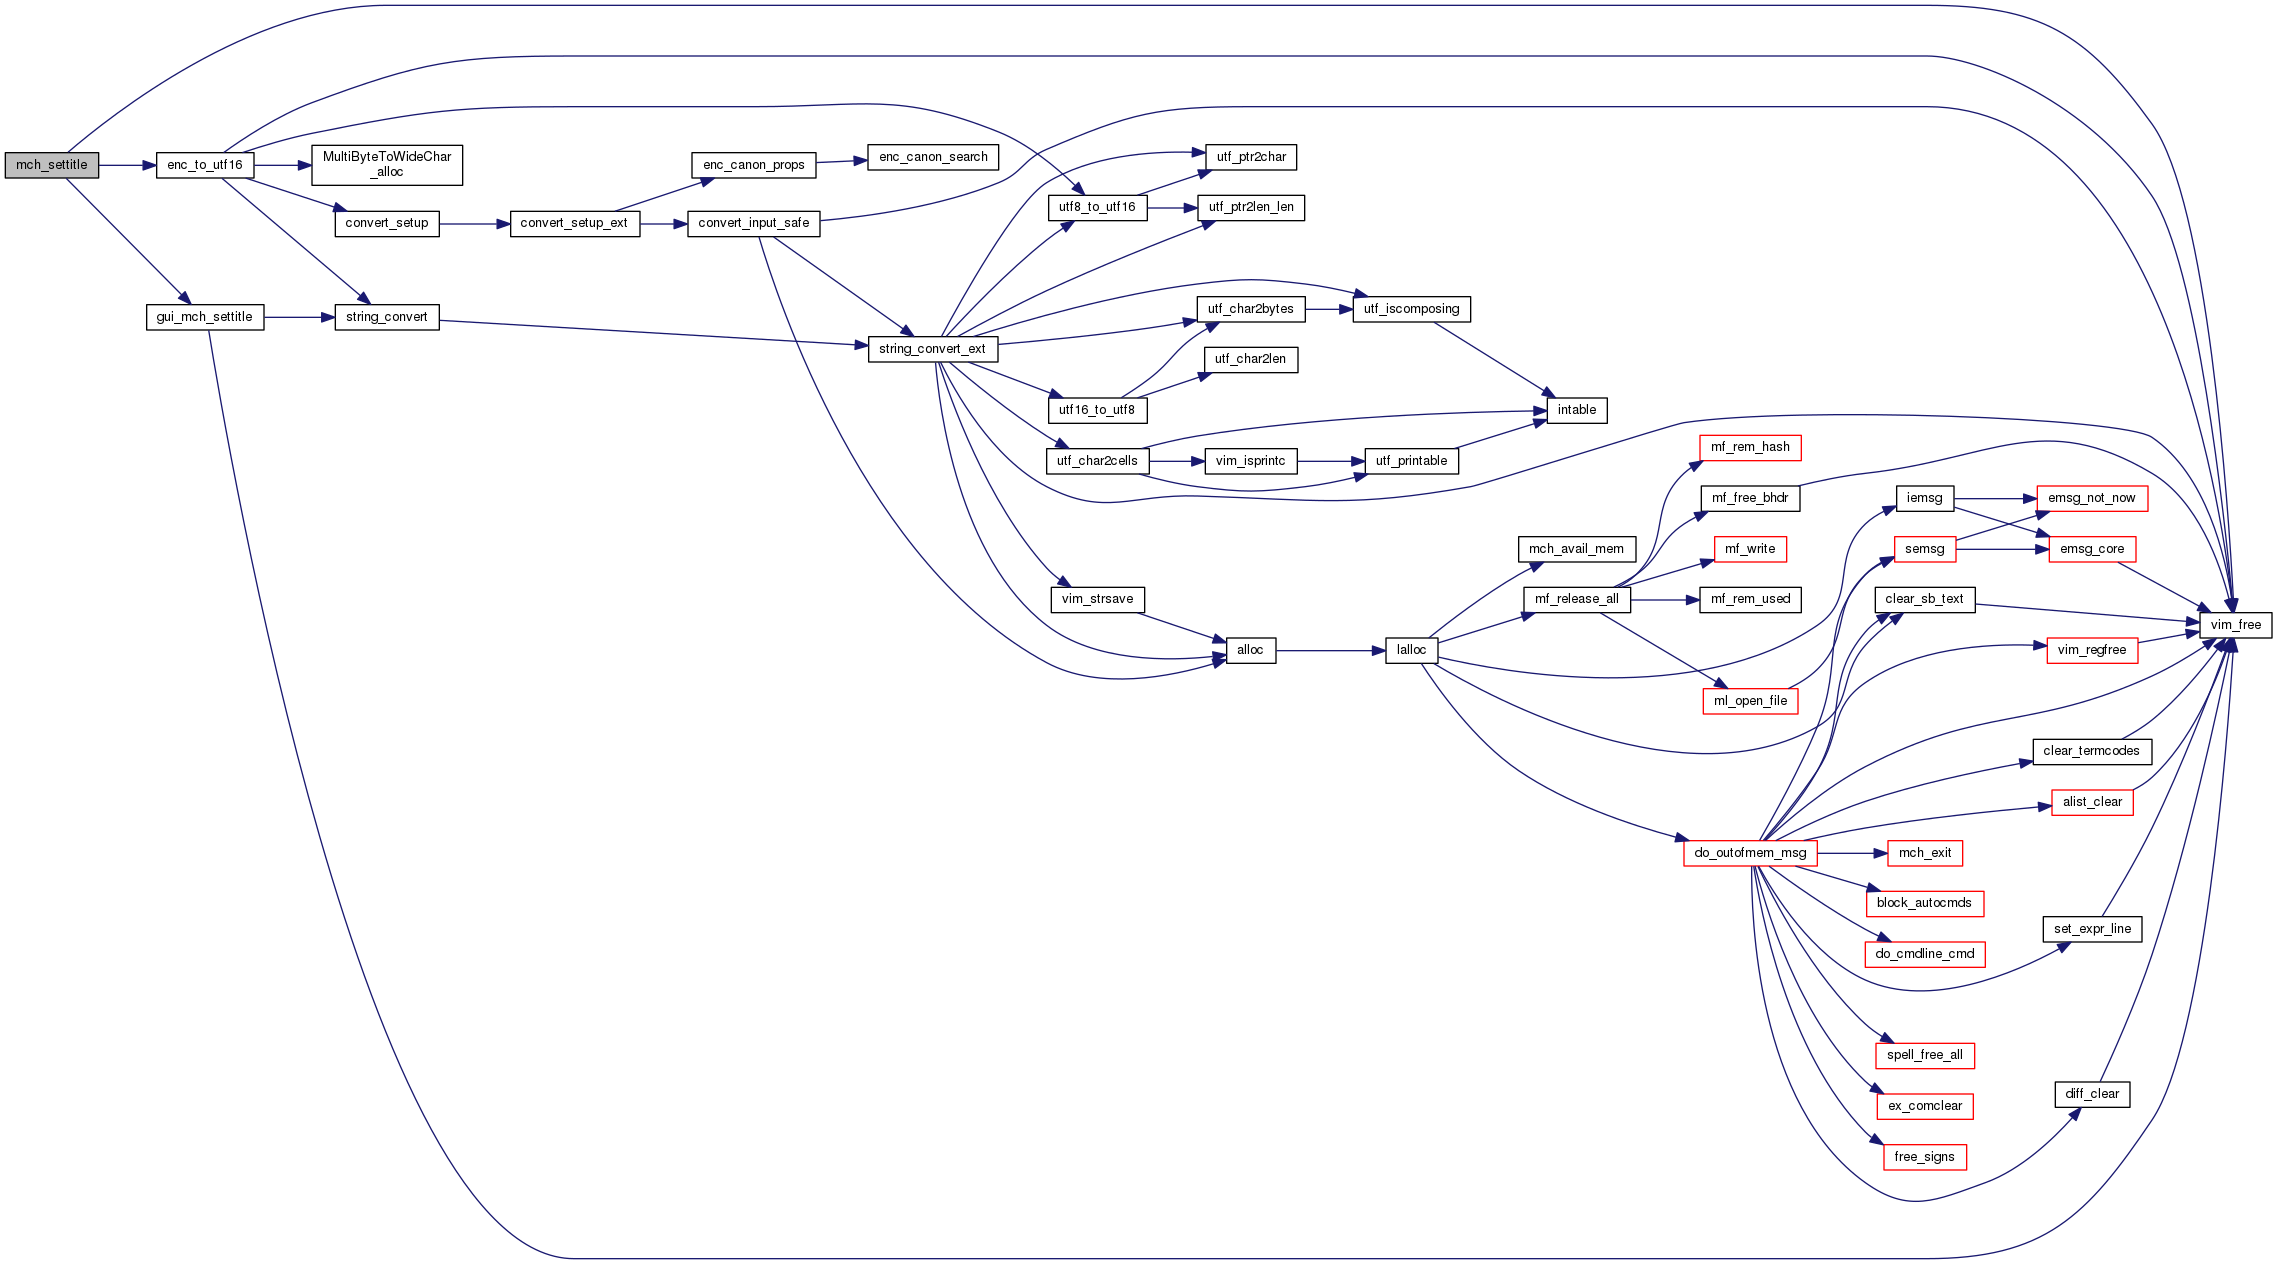 mch_settitle
enc_to_utf16
MultiByteToWideChar
_alloc
convert_setup
gui_mch_settitle
string_convert
convert_setup_ext
enc_canon_props
convert_input_safe
enc_canon_search
string_convert_ext
utf8_to_utf16
utf16_to_utf8
utf_char2cells
vim_strsave
utf_ptr2char
utf_ptr2len_len
utf_char2bytes
utf_char2len
vim_isprintc
alloc
utf_iscomposing
utf_printable
lalloc
intable
mch_avail_mem
mf_release_all
mf_rem_hash
mf_free_bhdr
mf_write
mf_rem_used
ml_open_file
do_outofmem_msg
iemsg
semsg
clear_sb_text
mch_exit
block_autocmds
do_cmdline_cmd
spell_free_all
ex_comclear
free_signs
emsg_not_now
emsg_core
vim_regfree
clear_termcodes
alist_clear
set_expr_line
diff_clear
vim_free